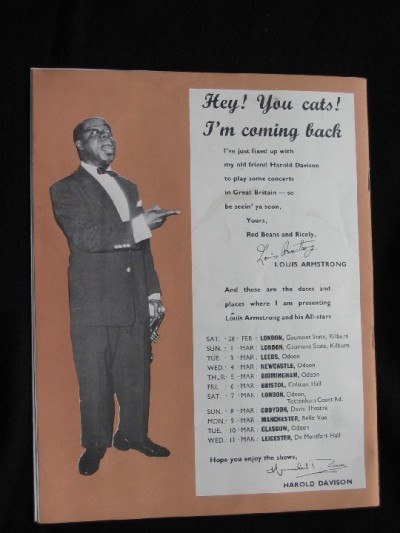 Hey! You cats!
I'm coming back
I've just fixed up with
my old friend Harold Davison
to play some concerts
in Great Britain — so
be seein' ya soon,
Yours,
Red Beans and Ricely,
Louis Armstrong
LOUIS ARMSTRONG
And these are the dates and
places where I am presenting
Louis Armstrong and his All-stars
SAT. · 28 · FEB : LONDON, Gaumont State, Kilburn
SUN. · 1 · MAR : LONDON, Gaumont State, Kilburn
TUE · 3 · MAR : LEEDS, Odeon
WED. · 4 · MAR : NEWCASTLE, Odeon
THUR · 5 · MAR : BIRMINGHAM, Odeon
FRI. · 6 · MAR : BRISTOL, Colston Hall
SAT. · 7 · MAR : LONDON, Odeon,
Tottenham Court Rd.
SUN. · 8 · MAR : CROYDON, Davis Theatre
MON. · 9 · MAR : MANCHESTER, Belle Vue
TUE. · 10 · MAR : GLASGOW, Odeon
WED. · 11 · MAR : LEICESTER, De Montfort Hall
Hope you enjoy the shows,
HAROLD DAVISON